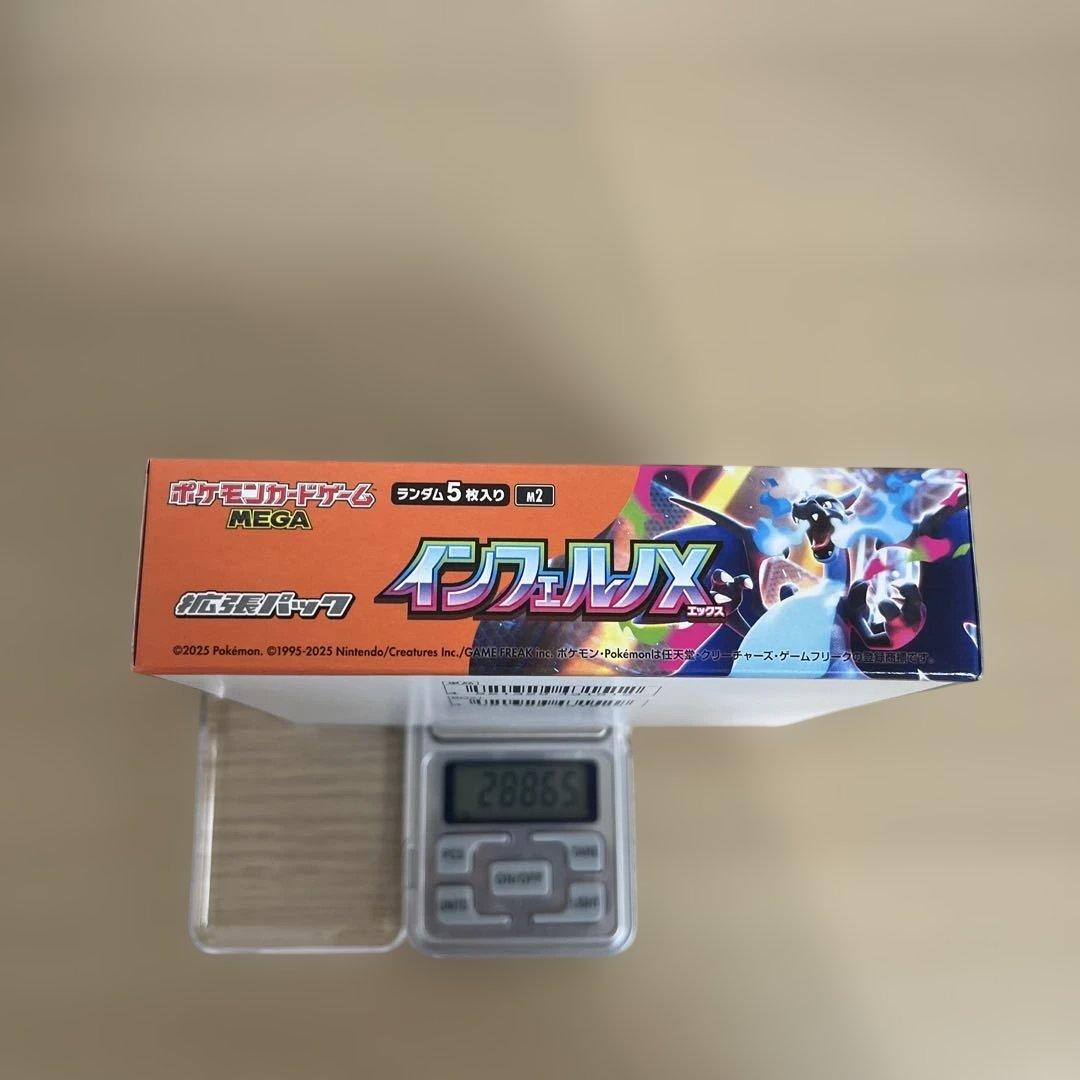 ポケモンカードゲーム
MEGA
ランダム5枚入り M2
インフェルノX
エックス
拡張パック
©2025 Pokémon. ©1995-2025 Nintendo/Creatures Inc./GAME FREAK inc. ポケモン・Pokémonは任天堂・クリーチャーズ・ゲームフリークの登録商標です。
28865
PCS
TARE
ON/OFF
UNITS
LIGHT